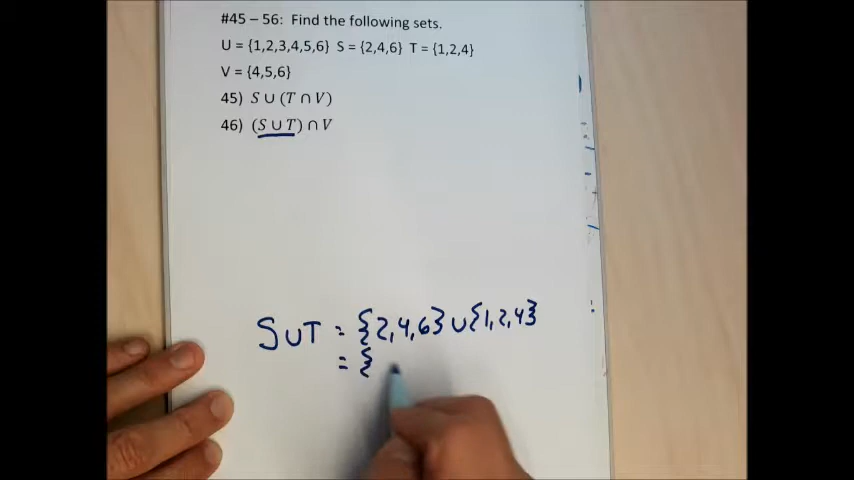 #45 – 56: Find the following sets.
U = {1,2,3,4,5,6} S = {2,4,6} T = {1,2,4}
V = {4,5,6}
45) S ∪ (T ∩ V)
46) (S ∪ T) ∩ V
S∪T = {2,4,6} ∪ {1,2,4}
= {